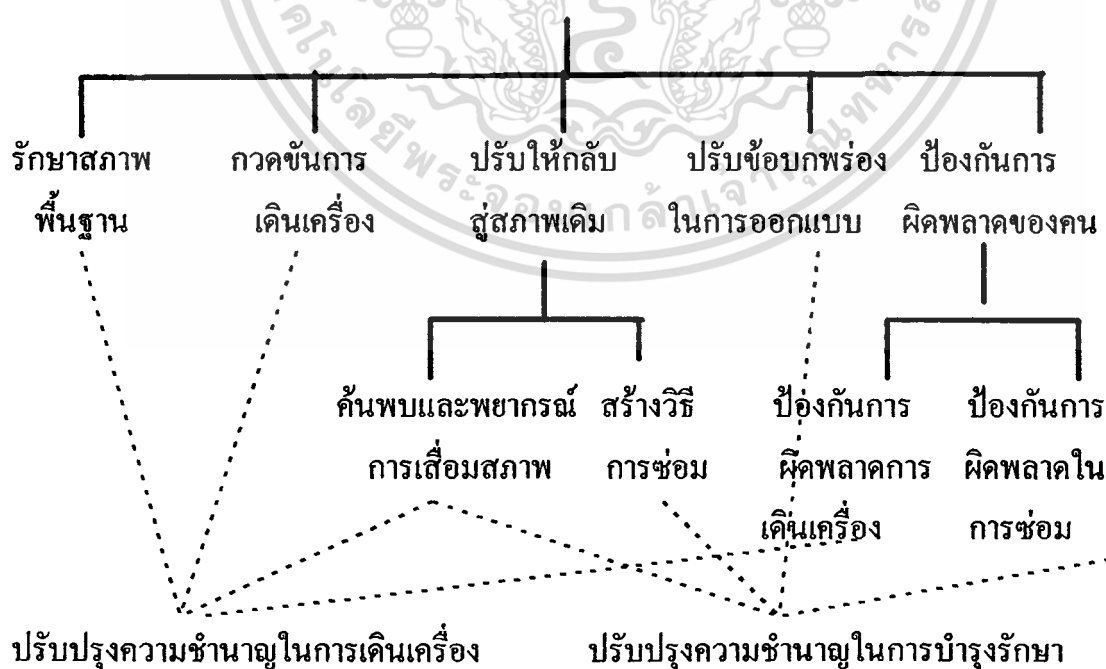 รักษาสภาพ กวดขันการ ปรับให้กลับ ปรับข้อบกพร่อง ป้องกันการ
พื้นฐาน เดินเครื่อง สู่สภาพเดิม ในการออกแบบ ผิดพลาดของคน
ค้นพบและพยากรณ์ สร้างวิธี ป้องกันการ ป้องกันการ
การเสื่อมสภาพ การซ่อม ผิดพลาดการ ผิดพลาดใน
เดินเครื่อง การซ่อม
ปรับปรุงความชำนาญในการเดินเครื่อง ปรับปรุงความชำนาญในการบำรุงรักษา